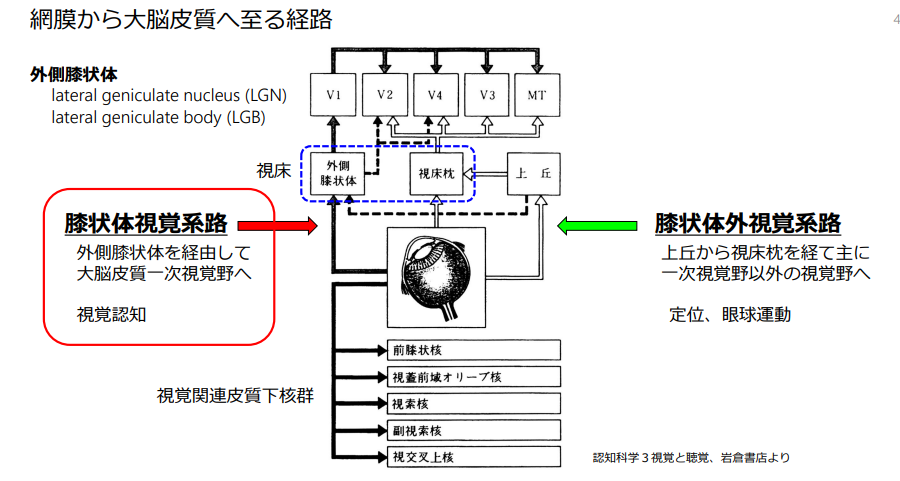 網膜から大脳皮質へ至る経路
4
外側膝状体
lateral geniculate nucleus (LGN)
lateral geniculate body (LGB)
V1
V2
V4
V3
MT
視床
外側
膝状体
視床枕
上丘
膝状体視覚系路
外側膝状体を経由して
大脳皮質一次視覚野へ
視覚認知
膝状体外視覚系路
上丘から視床枕を経て主に
一次視覚野以外の視覚野へ
定位、眼球運動
視覚関連皮質下核群
前膝状核
視蓋前域オリーブ核
視索核
副視索核
視交叉上核
認知科学３視覚と聴覚、岩倉書店より